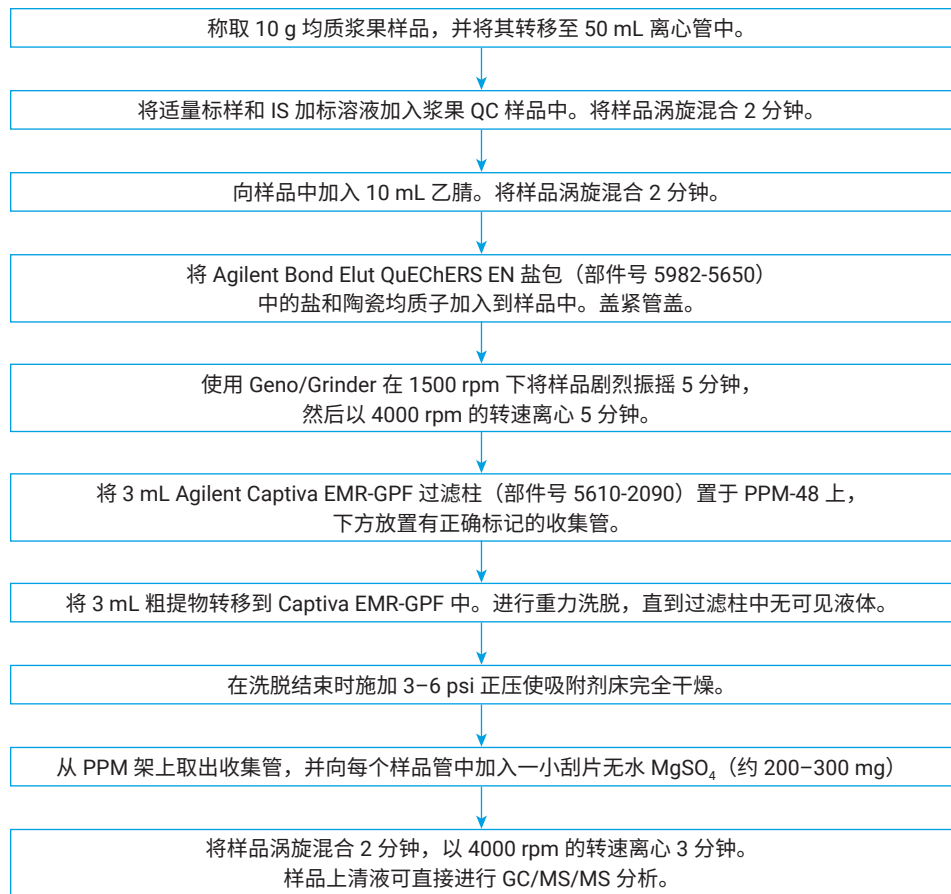 称取 10 g 均质浆果样品，并将其转移至 50 mL 离心管中。
将适量标样和 IS 加标溶液加入浆果 QC 样品中。将样品涡旋混合 2 分钟。
向样品中加入 10 mL 乙腈。将样品涡旋混合 2 分钟。
将 Agilent Bond Elut QuEChERS EN 盐包（部件号 5982-5650）
中的盐和陶瓷均质子加入到样品中。盖紧管盖。
使用 Geno/Grinder 在 1500 rpm 下将样品剧烈振摇 5 分钟，
然后以 4000 rpm 的转速离心 5 分钟。
将 3 mL Agilent Captiva EMR-GPF 过滤柱（部件号 5610-2090）置于 PPM-48 上，
下方放置有正确标记的收集管。
将 3 mL 粗提物转移到 Captiva EMR-GPF 中。进行重力洗脱，直到过滤柱中无可见液体。
在洗脱结束时施加 3–6 psi 正压使吸附剂床完全干燥。
从 PPM 架上取出收集管，并向每个样品管中加入一小刮片无水 MgSO₄（约 200–300 mg）
将样品涡旋混合 2 分钟，以 4000 rpm 的转速离心 3 分钟。
样品上清液可直接进行 GC/MS/MS 分析。